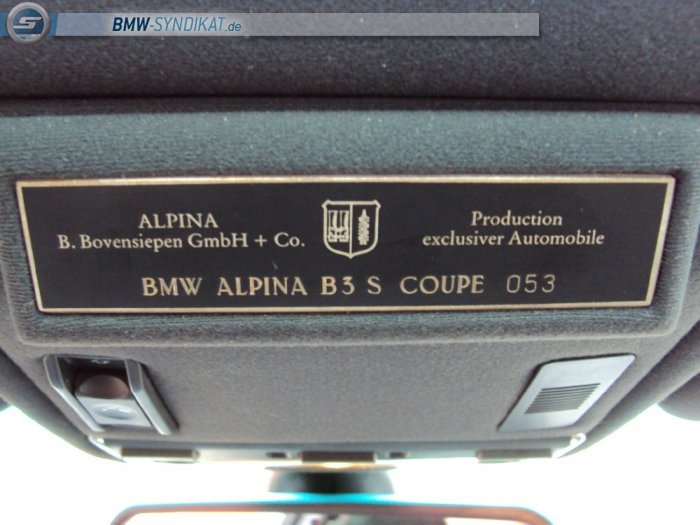 BMW-SYNDIKAT.de
ALPINA
B. Bovensiepen GmbH + Co.
Production
exclusiver Automobile
BMW ALPINA B3 S COUPE 053